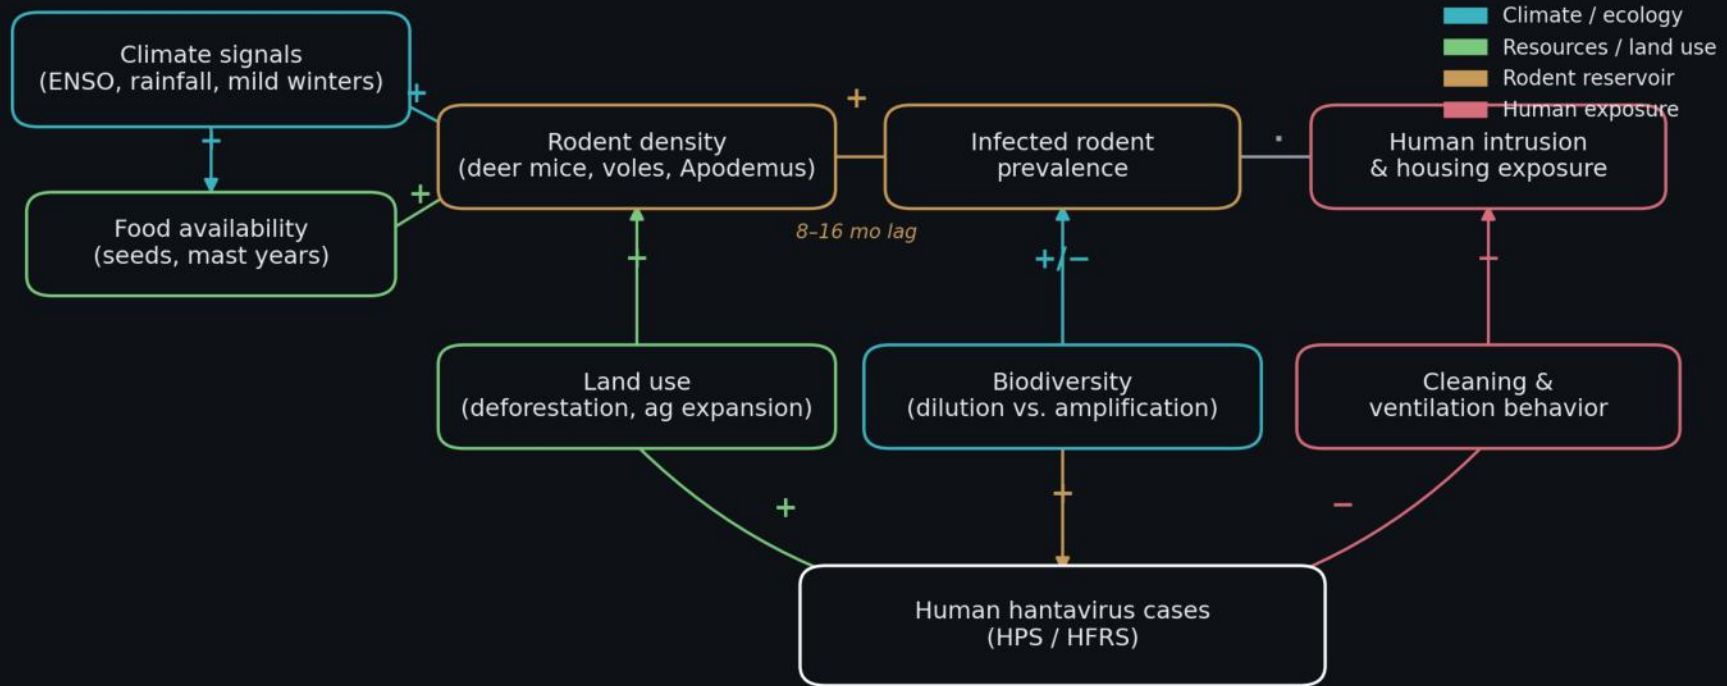 Climate / ecology
Resources / land use
Rodent reservoir
Human exposure
Climate signals
(ENSO, rainfall, mild winters)
+
+
+
Food availability
(seeds, mast years)
+
Rodent density
(deer mice, voles, Apodemus)
Infected rodent
prevalence
·
Human intrusion
& housing exposure
8–16 mo lag
+
+/−
+
Land use
(deforestation, ag expansion)
Biodiversity
(dilution vs. amplification)
Cleaning &
ventilation behavior
+
+
−
Human hantavirus cases
(HPS / HFRS)